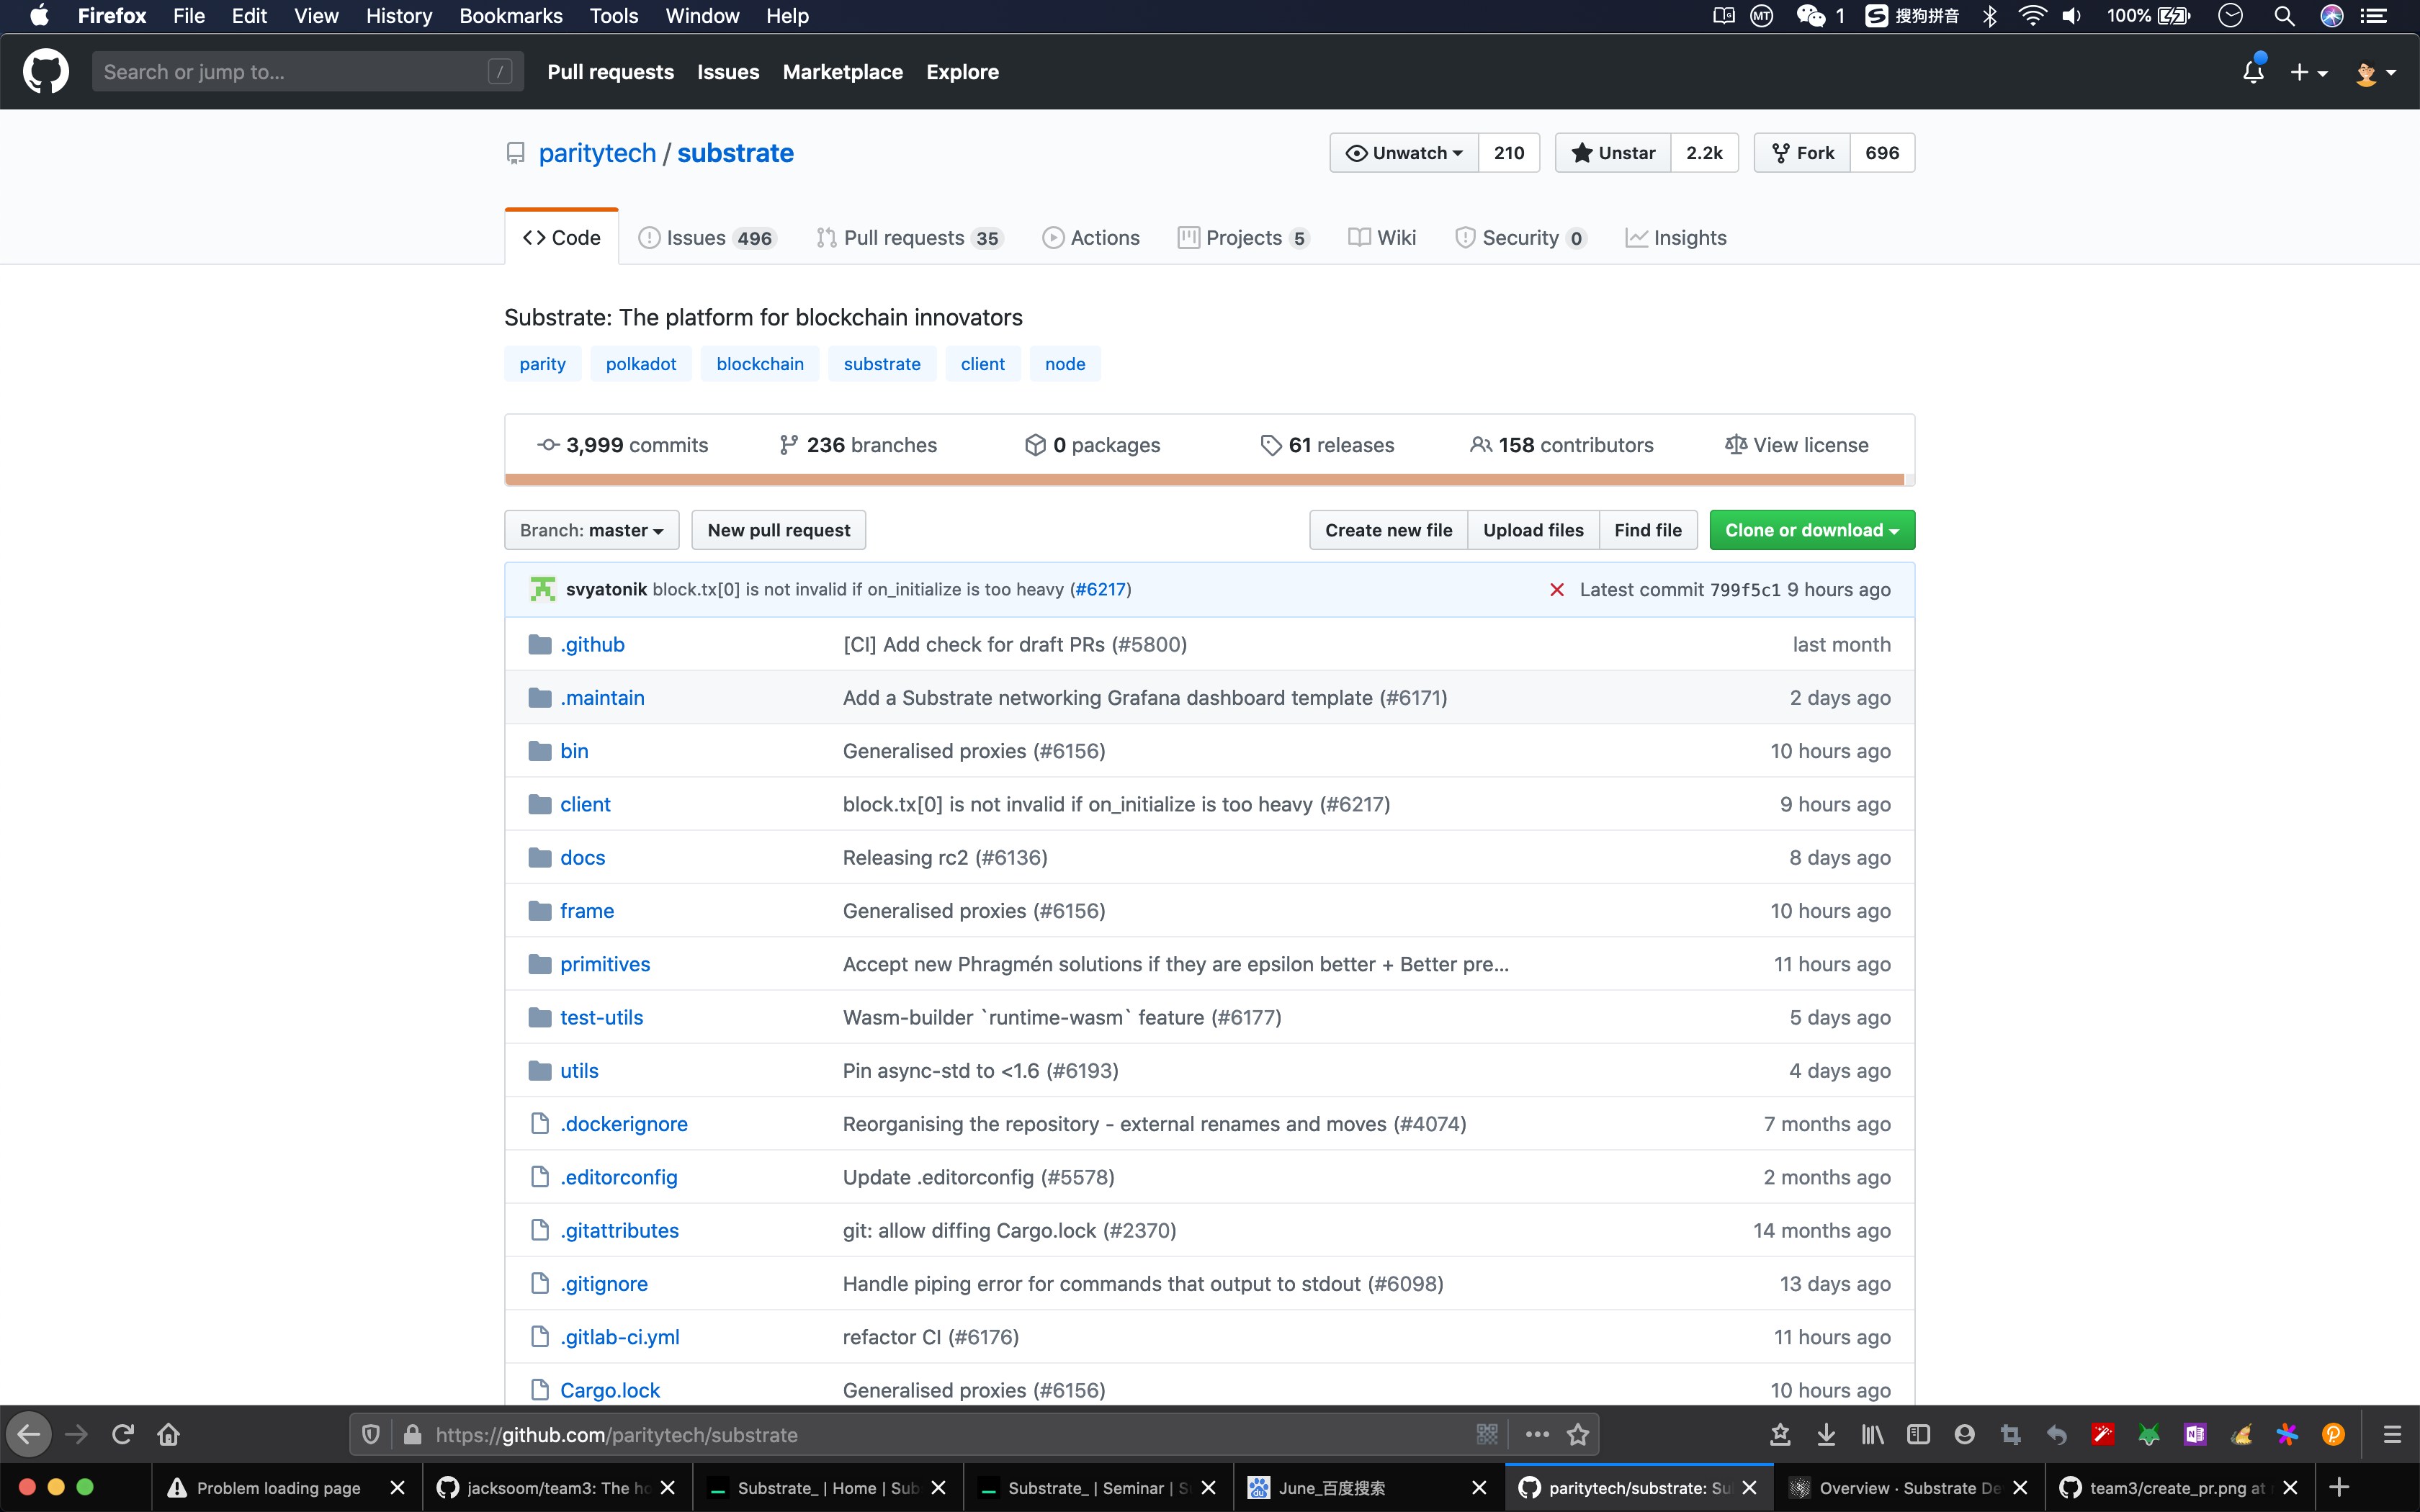 Firefox File Edit View History Bookmarks Tools Window Help MT 1 S 搜狗拼音 100%
Search or jump to... / Pull requests Issues Marketplace Explore
paritytech / substrate Unwatch 210 Unstar 2.2k Fork 696
Code Issues 496 Pull requests 35 Actions Projects 5 Wiki Security 0 Insights
Substrate: The platform for blockchain innovators
parity polkadot blockchain substrate client node
3,999 commits 236 branches 0 packages 61 releases 158 contributors View license
Branch: master New pull request Create new file Upload files Find file Clone or download
svyatonik block.tx[0] is not invalid if on_initialize is too heavy (#6217) Latest commit 799f5c1 9 hours ago
.github [CI] Add check for draft PRs (#5800) last month
.maintain Add a Substrate networking Grafana dashboard template (#6171) 2 days ago
bin Generalised proxies (#6156) 10 hours ago
client block.tx[0] is not invalid if on_initialize is too heavy (#6217) 9 hours ago
docs Releasing rc2 (#6136) 8 days ago
frame Generalised proxies (#6156) 10 hours ago
primitives Accept new Phragmén solutions if they are epsilon better + Better pre... 11 hours ago
test-utils Wasm-builder `runtime-wasm` feature (#6177) 5 days ago
utils Pin async-std to <1.6 (#6193) 4 days ago
.dockerignore Reorganising the repository - external renames and moves (#4074) 7 months ago
.editorconfig Update .editorconfig (#5578) 2 months ago
.gitattributes git: allow diffing Cargo.lock (#2370) 14 months ago
.gitignore Handle piping error for commands that output to stdout (#6098) 13 days ago
.gitlab-ci.yml refactor CI (#6176) 11 hours ago
Cargo.lock Generalised proxies (#6156) 10 hours ago
https://github.com/paritytech/substrate
Problem loading page jacksoom/team3: The ho Substrate_ | Home | Sub Substrate_ | Seminar | S June_百度搜索 paritytech/substrate: Su Overview · Substrate De team3/create_pr.png at